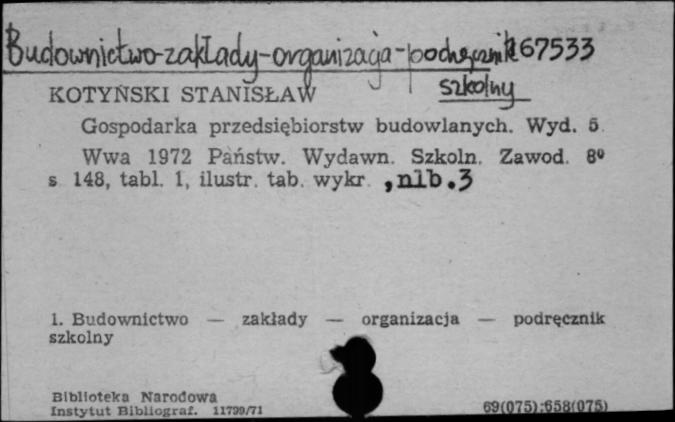 Budownictwo-zakłady-organizacja-podręcznik 67533
szkolny
KOTYŃSKI STANISŁAW
Gospodarka przedsiębiorstw budowlanych. Wyd. 5.
Wwa 1972 Państw. Wydawn. Szkoln. Zawod. 8º
s. 148, tabl. 1, ilustr. tab. wykr. , nlb.3
1. Budownictwo — zakłady — organizacja — podręcznik
szkolny
Biblioteka Narodowa
Instytut Bibliograf. 11799/71 69(075):658(075)